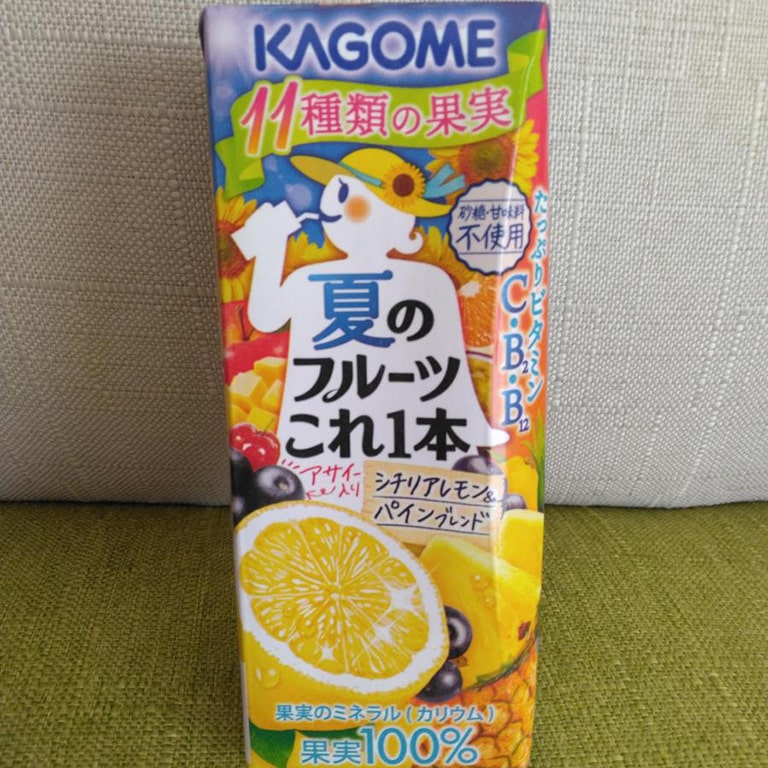 KAGOME
11種類の果実
砂糖・甘味料
不使用
たっぷりビタミン
C・B2・B12
夏の
フルーツ
これ1本
アサイー
入り
シチリアレモン&
パインブレンド
果実のミネラル(カリウム)
果実100%